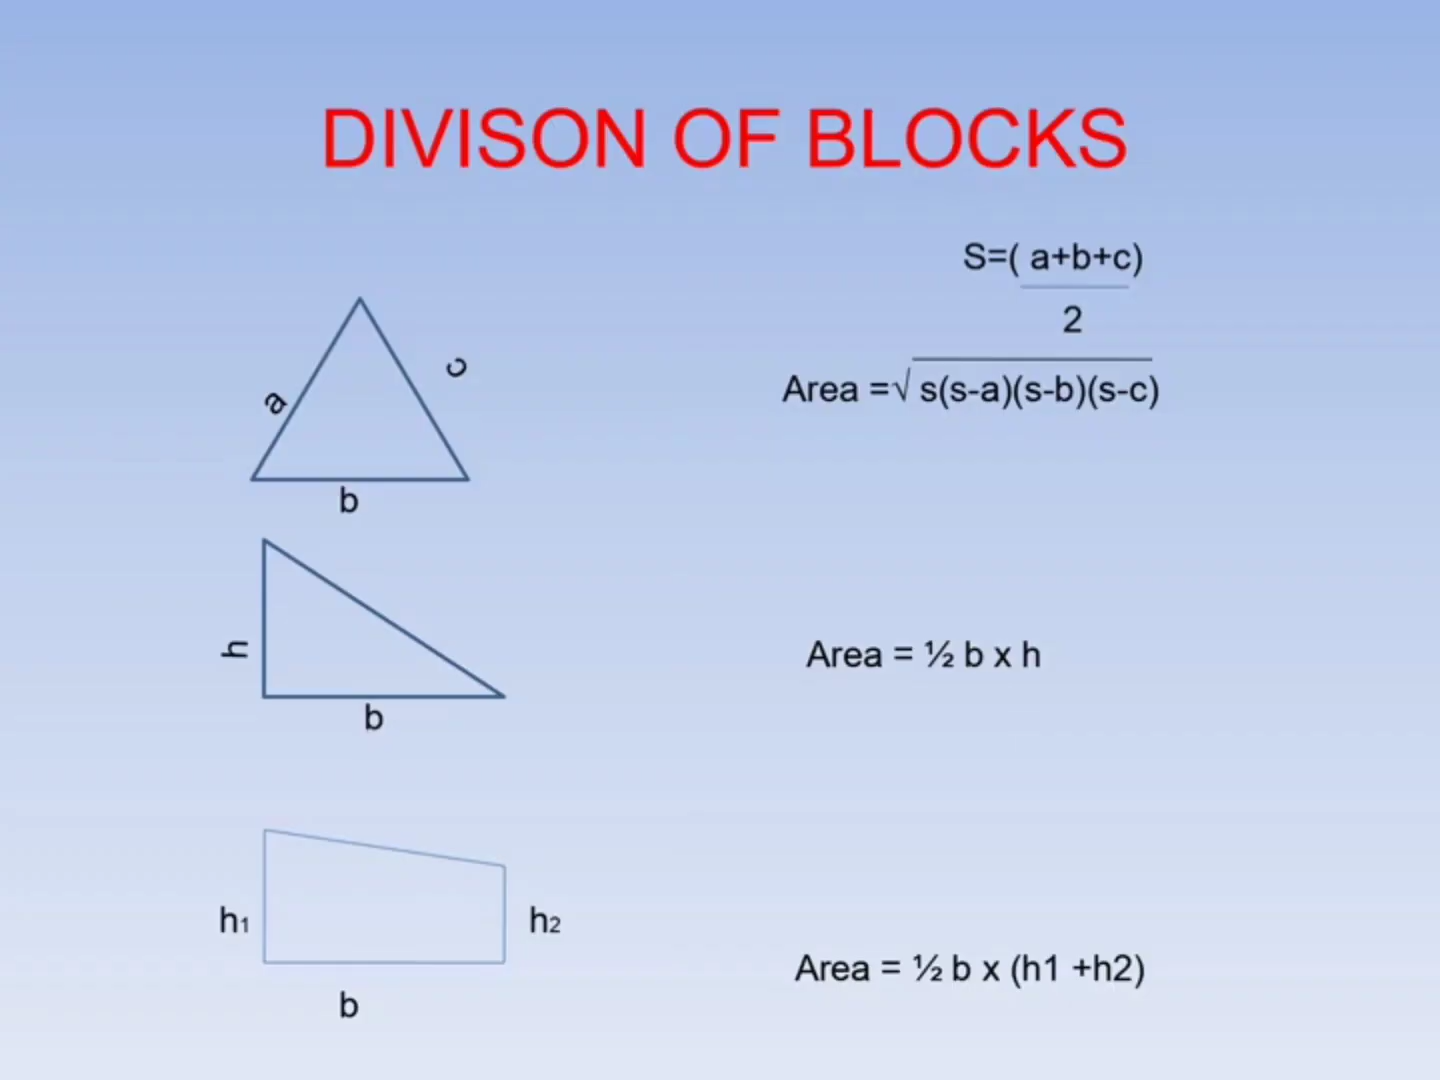 DIVISON OF BLOCKS
S=( a+b+c)
2
Area =√ s(s-a)(s-b)(s-c)
a
c
b
h
Area = ½ b x h
b
h1
h2
Area = ½ b x (h1 +h2)
b